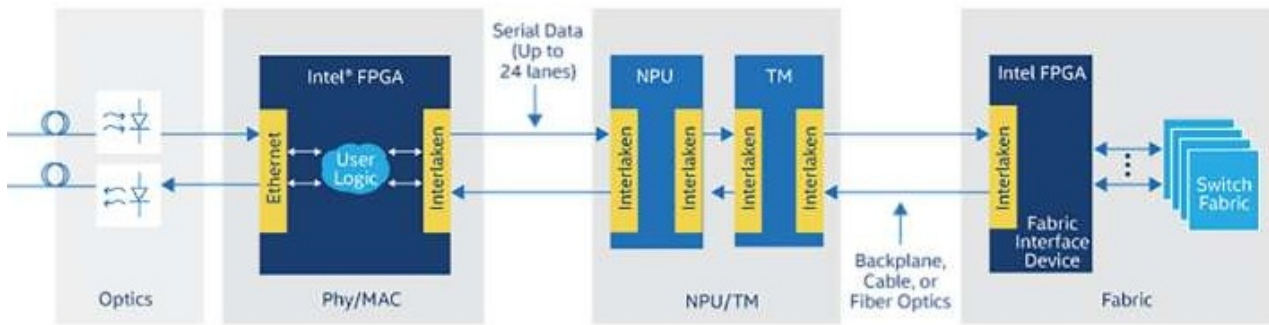 Serial Data
(Up to
24 lanes)
Intel® FPGA
NPU
TM
Intel FPGA
Ethernet
User
Logic
Interlaken
Interlaken
Interlaken
Interlaken
Interlaken
Interlaken
Switch
Fabric
Fabric
Interface
Device
Backplane,
Cable, or
Fiber Optics
Optics
Phy/MAC
NPU/TM
Fabric